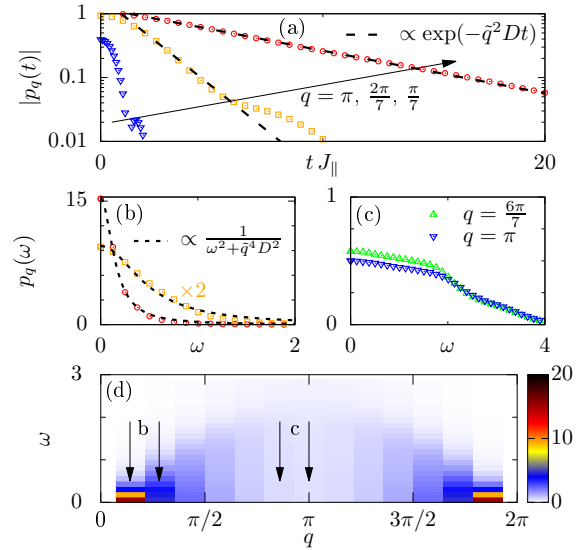 (a)
∝ exp(−q̃²Dt)
|p_q(t)|
1
0.1
0.01
q = π, 2π/7, π/7
0
20
t J_∥
(b)
∝ 1/(ω²+q̃⁴D²)
×2
p_q(ω)
15
0
0
ω
2
(c)
q = 6π/7
q = π
1
0
0
ω
4
(d)
b
c
ω
3
0
0
π/2
π
3π/2
2π
q
20
10
0